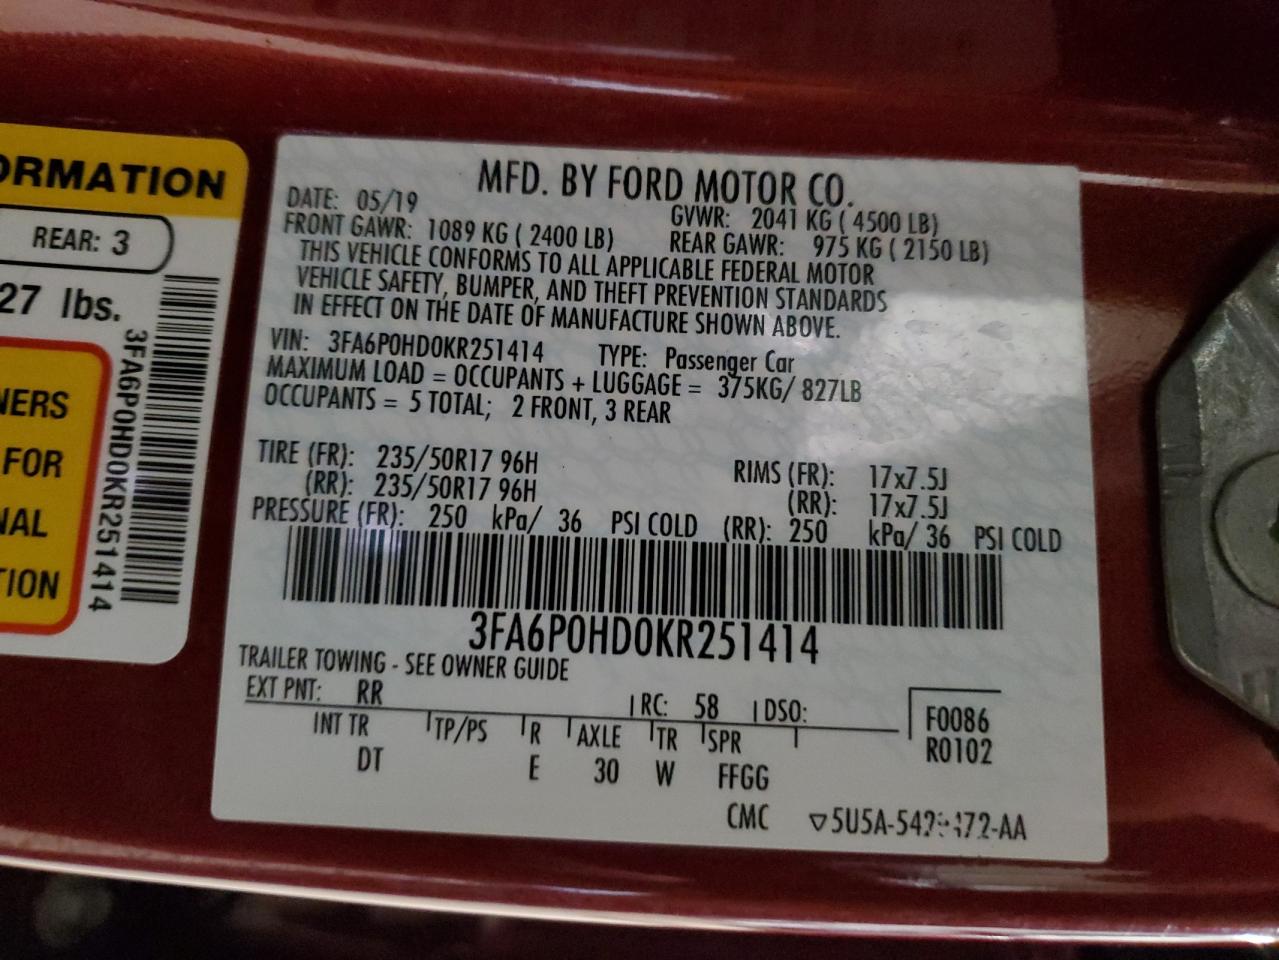 ORMATION
REAR: 3
27 lbs.
3FA6P0HD0KR251414
NERS
FOR
NAL
TION
MFD. BY FORD MOTOR CO.
DATE: 05/19
GVWR: 2041 KG ( 4500 LB)
FRONT GAWR: 1089 KG ( 2400 LB) REAR GAWR: 975 KG ( 2150 LB)
THIS VEHICLE CONFORMS TO ALL APPLICABLE FEDERAL MOTOR
VEHICLE SAFETY, BUMPER, AND THEFT PREVENTION STANDARDS
IN EFFECT ON THE DATE OF MANUFACTURE SHOWN ABOVE.
VIN: 3FA6P0HD0KR251414 TYPE: Passenger Car
MAXIMUM LOAD = OCCUPANTS + LUGGAGE = 375KG/ 827LB
OCCUPANTS = 5 TOTAL; 2 FRONT, 3 REAR
TIRE (FR): 235/50R17 96H RIMS (FR): 17x7.5J
(RR): 235/50R17 96H (RR): 17x7.5J
PRESSURE (FR): 250 kPa/ 36 PSI COLD (RR): 250 kPa/ 36 PSI COLD
3FA6P0HD0KR251414
TRAILER TOWING - SEE OWNER GUIDE
EXT PNT: RR RC: 58 DSO: F0086
INT TR TP/PS R AXLE TR SPR R0102
DT E 30 W FFGG
CMC